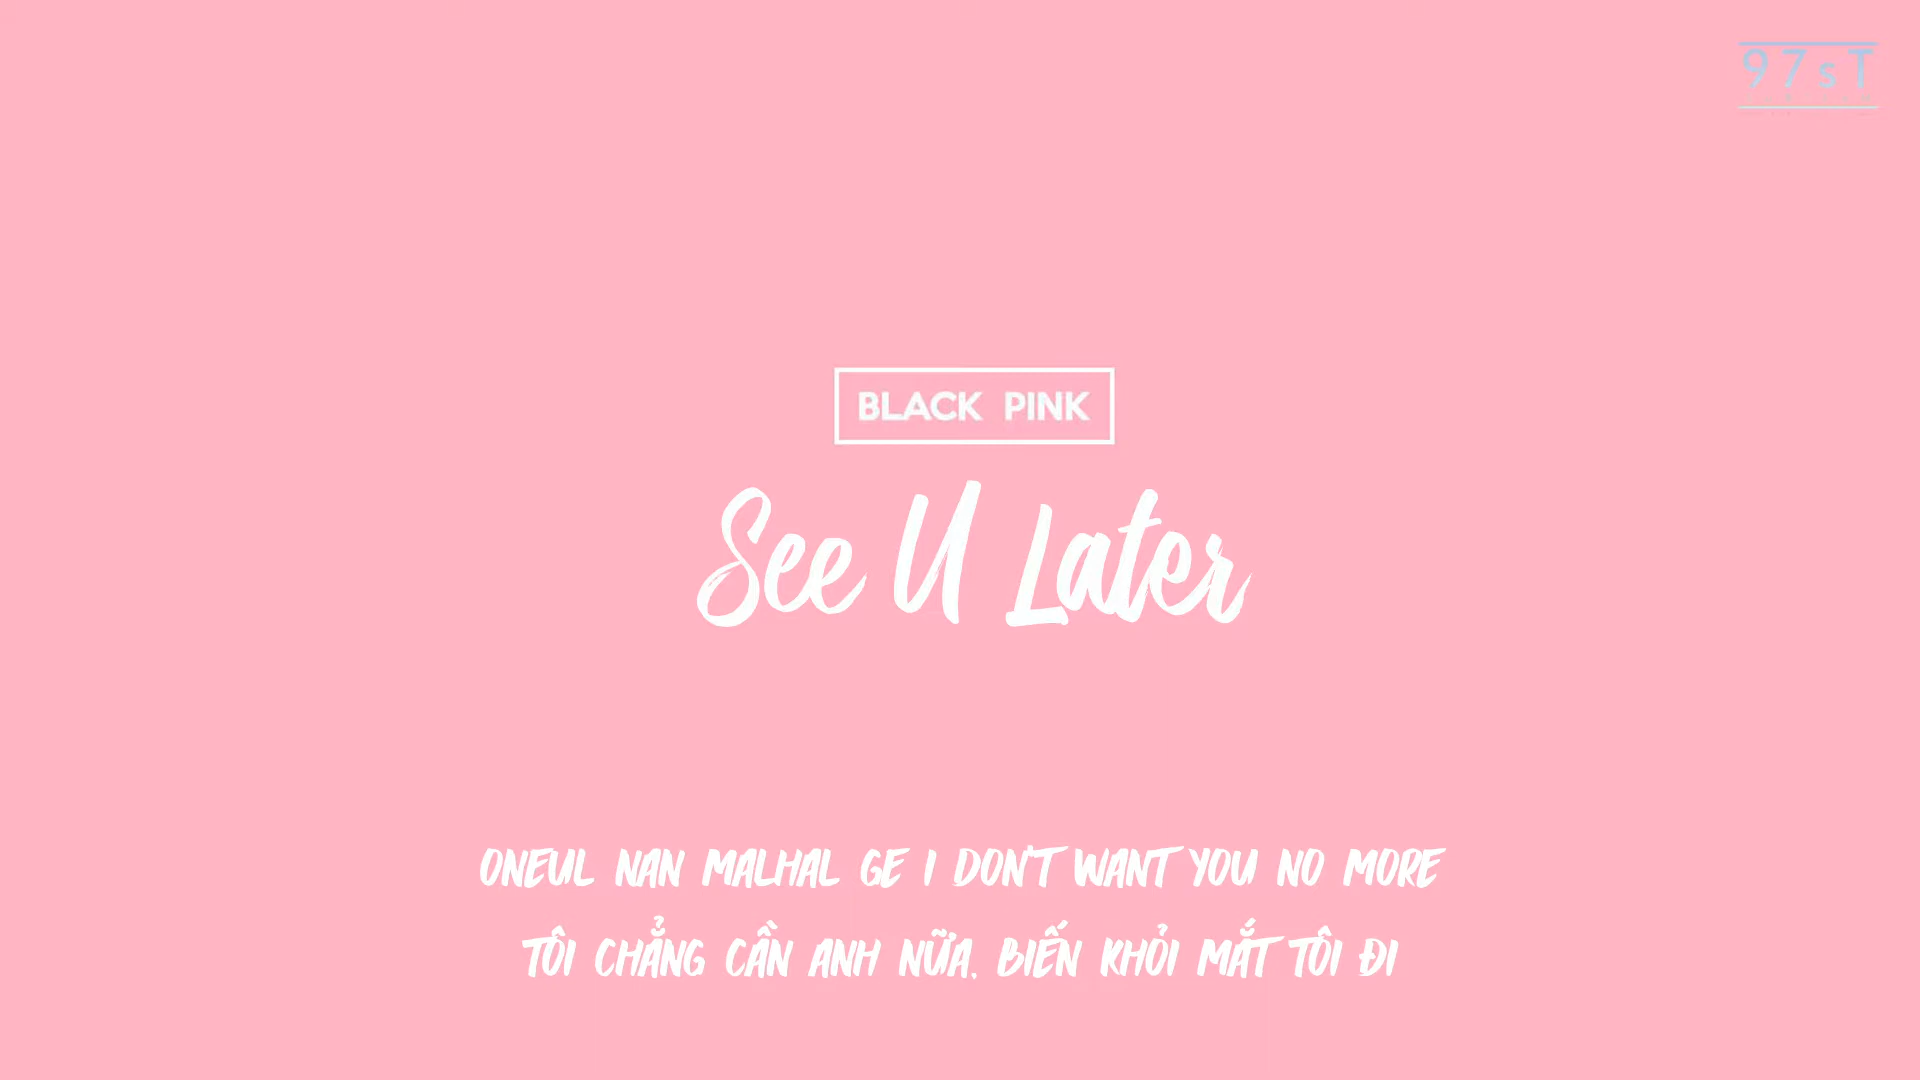 97sT
BLACK PINK
See U Later
ONEUL NAN MALHAL GE I DON'T WANT YOU NO MORE
TÔI CHẲNG CẦN ANH NỮA, BIẾN KHỎI MẮT TÔI ĐI